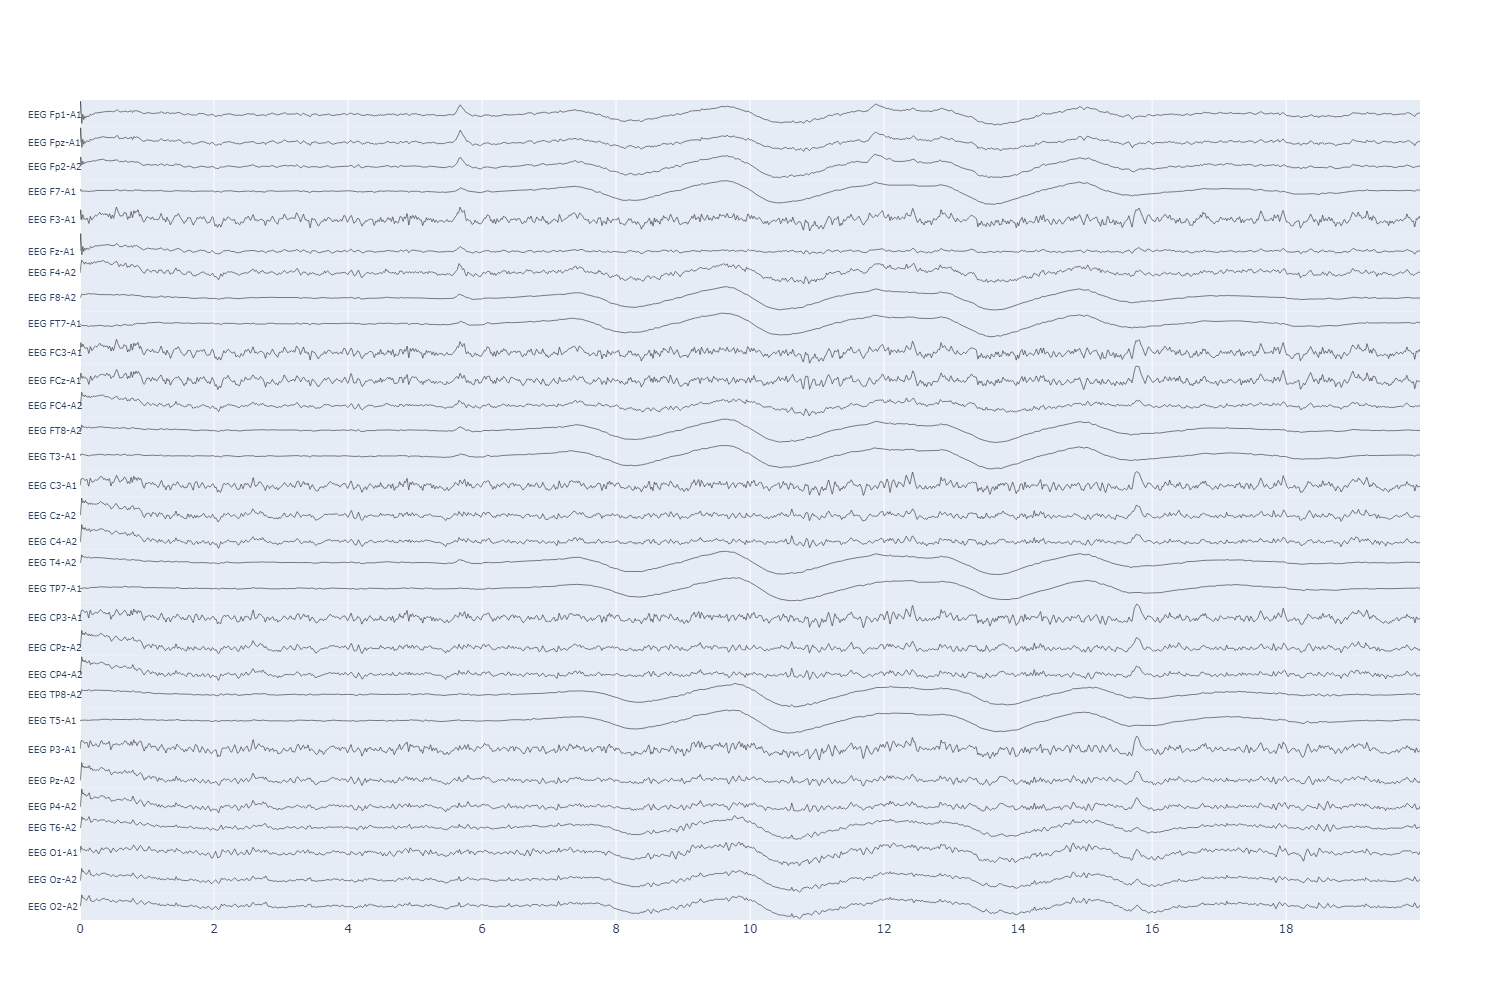 EEG Fp1-A1
EEG Fpz-A1
EEG Fp2-A2
EEG F7-A1
EEG F3-A1
EEG Fz-A1
EEG F4-A2
EEG F8-A2
EEG FT7-A1
EEG FC3-A1
EEG FCz-A1
EEG FC4-A2
EEG FT8-A2
EEG T3-A1
EEG C3-A1
EEG Cz-A2
EEG C4-A2
EEG T4-A2
EEG TP7-A1
EEG CP3-A1
EEG CPz-A2
EEG CP4-A2
EEG TP8-A2
EEG T5-A1
EEG P3-A1
EEG Pz-A2
EEG P4-A2
EEG T6-A2
EEG O1-A1
EEG Oz-A2
EEG O2-A2
0 2 4 6 8 10 12 14 16 18